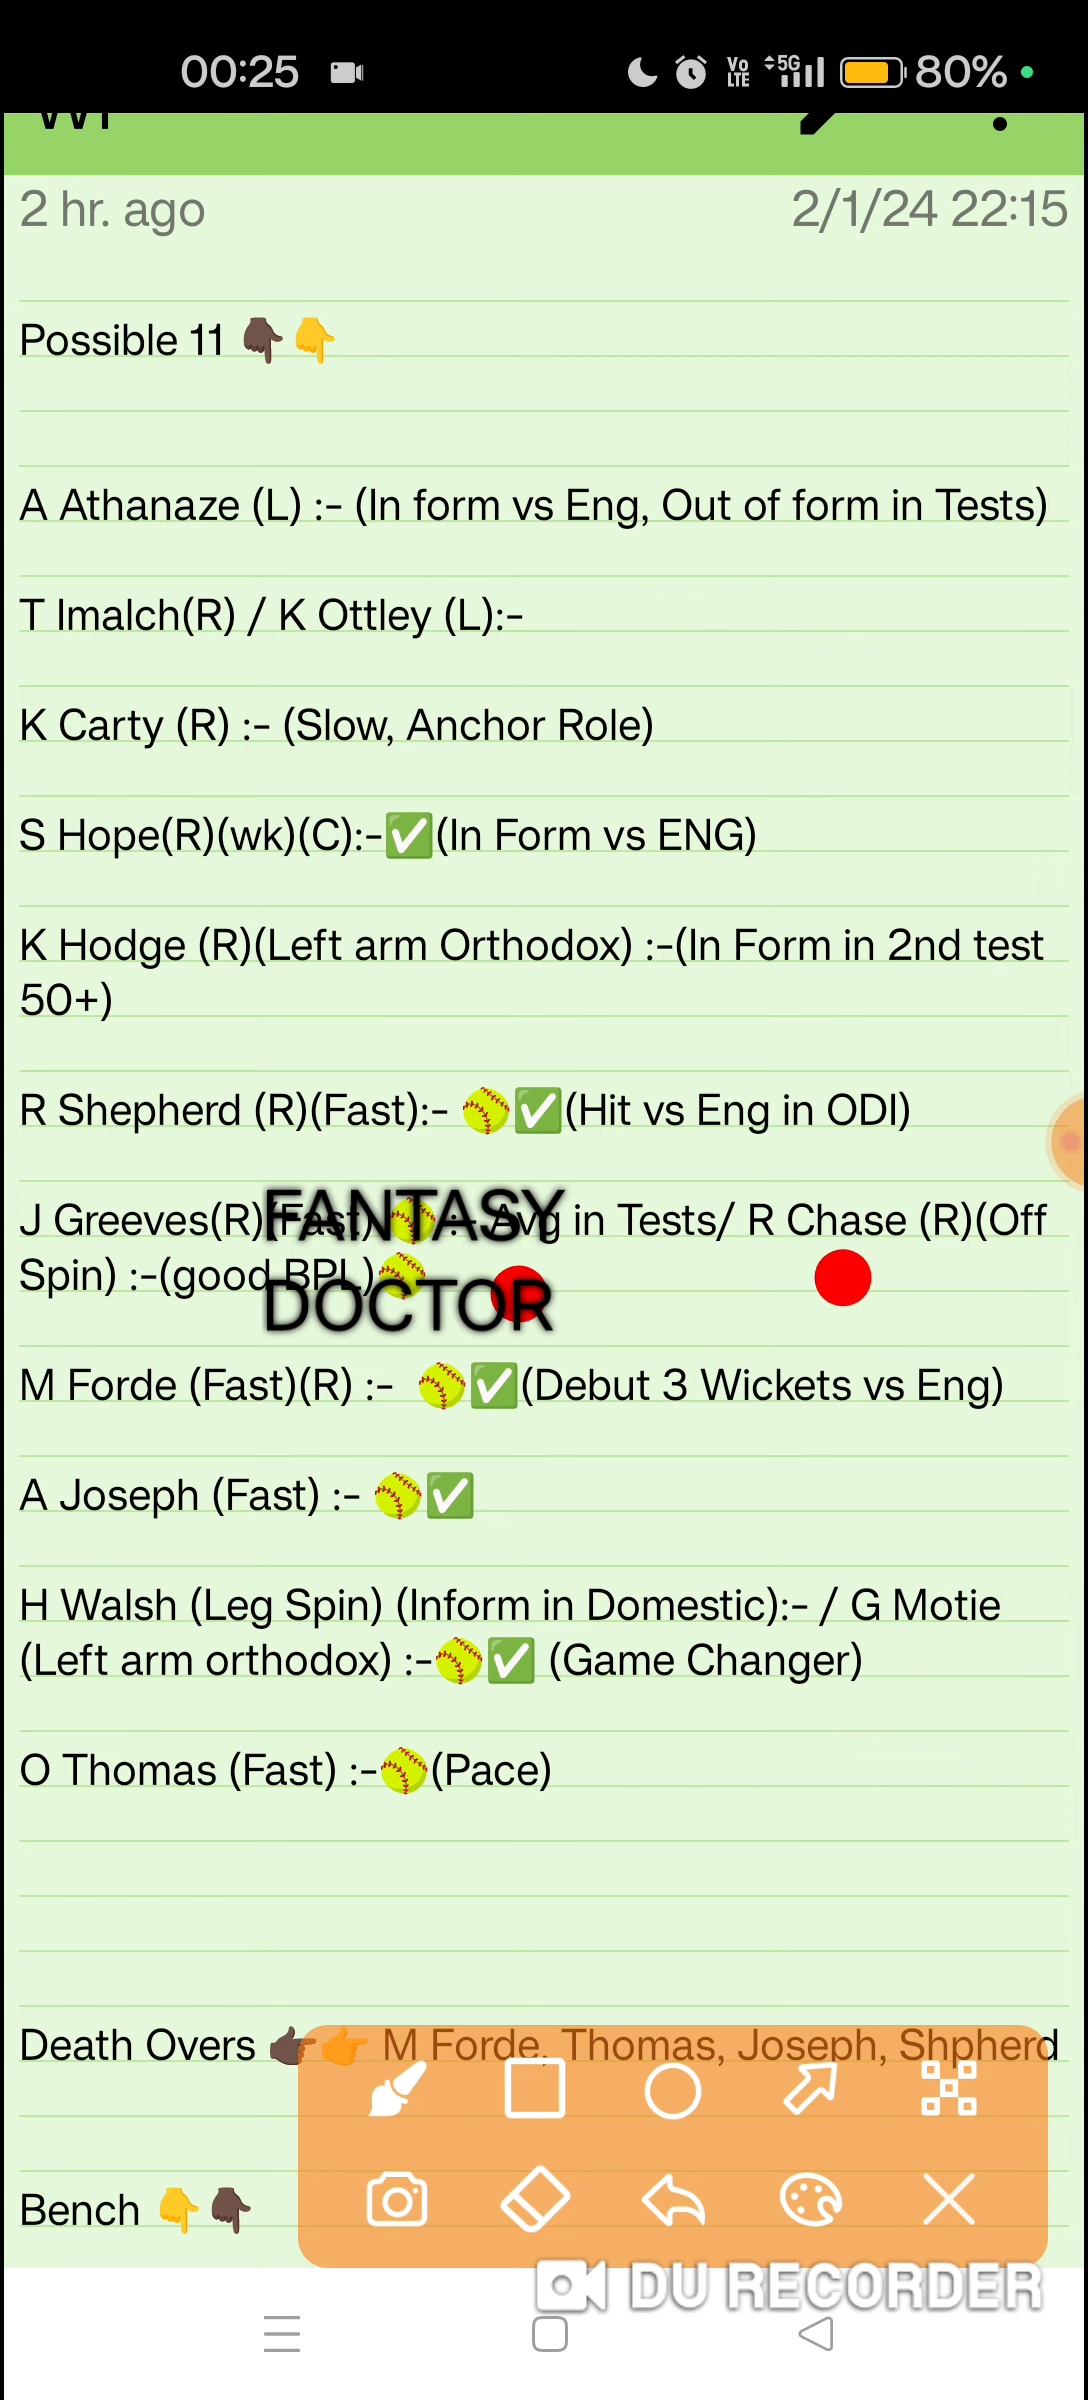 00:25 Vo LTE 5G 80%
2 hr. ago 2/1/24 22:15
Possible 11 👇🏿👇
A Athanaze (L) :- (In form vs Eng, Out of form in Tests)
T Imalch(R) / K Ottley (L):-
K Carty (R) :- (Slow, Anchor Role)
S Hope(R)(wk)(C):-✅(In Form vs ENG)
K Hodge (R)(Left arm Orthodox) :-(In Form in 2nd test
50+)
R Shepherd (R)(Fast):- 🥎✅(Hit vs Eng in ODI)
J Greeves(R)(Fast) 🥎 :- Avg in Tests/ R Chase (R)(Off
Spin) :-(good BPL)🥎
FANTASY
DOCTOR
M Forde (Fast)(R) :- 🥎✅(Debut 3 Wickets vs Eng)
A Joseph (Fast) :- 🥎✅
H Walsh (Leg Spin) (Inform in Domestic):- / G Motie
(Left arm orthodox) :-🥎✅ (Game Changer)
O Thomas (Fast) :-🥎(Pace)
Death Overs 👉🏿👉 M Forde, Thomas, Joseph, Shpherd
Bench 👇👇🏿
DU RECORDER